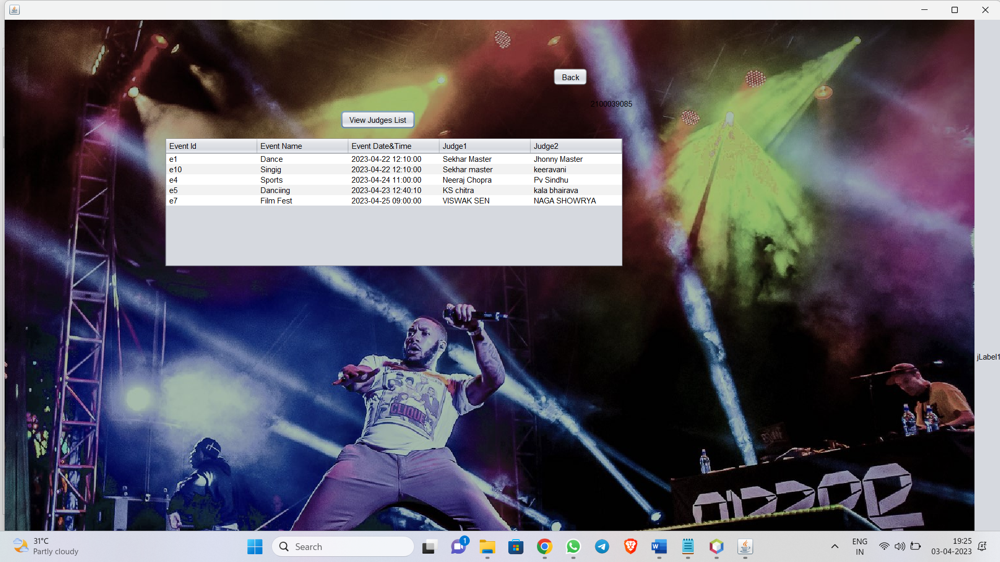 Back
2100039085
View Judges List
Event Id Event Name Event Date&Time Judge1 Judge2
e1 Dance 2023-04-22 12:10:00 Sekhar Master Jhonny Master
e10 Singig 2023-04-22 12:10:00 Sekhar master keeravani
e4 Sports 2023-04-24 11:00:00 Neeraj Chopra Pv Sindhu
e5 Danciing 2023-04-23 12:40:10 KS chitra kala bhairava
e7 Film Fest 2023-04-25 09:00:00 VISWAK SEN NAGA SHOWRYA
jLabel1
CLIQUE
31°C
Partly cloudy
Search
1
W
ENG
IN
19:25
03-04-2023